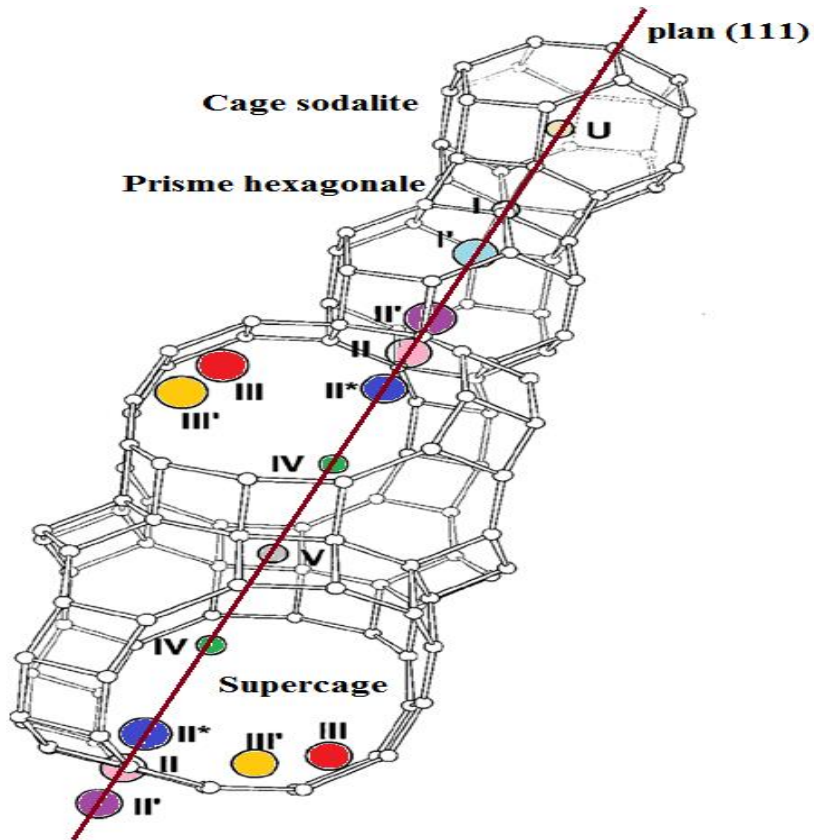 plan (111)
Cage sodalite
U
Prisme hexagonale
I
I'
II'
II
III
II*
III'
IV
V
IV
Supercage
II*
III'
III
II
II'